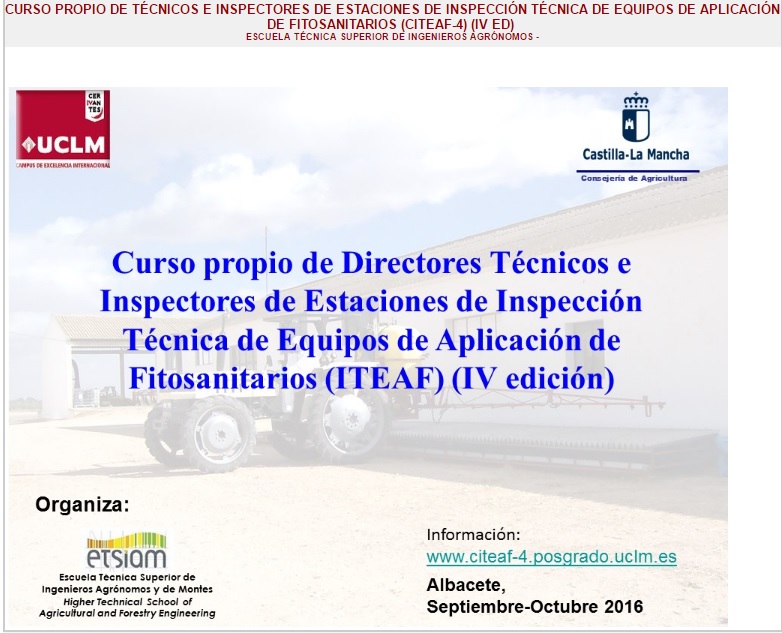 CURSO PROPIO DE TÉCNICOS E INSPECTORES DE ESTACIONES DE INSPECCIÓN TÉCNICA DE EQUIPOS DE APLICACIÓN
DE FITOSANITARIOS (CITEAF-4) (IV ED)
ESCUELA TÉCNICA SUPERIOR DE INGENIEROS AGRÓNOMOS -
CER
IVAN
TES
UCLM
CAMPUS DE EXCELENCIA INTERNACIONAL
Castilla-La Mancha
Consejería de Agricultura
Curso propio de Directores Técnicos e
Inspectores de Estaciones de Inspección
Técnica de Equipos de Aplicación de
Fitosanitarios (ITEAF) (IV edición)
Organiza:
etsiam
Escuela Técnica Superior de
Ingenieros Agrónomos y de Montes
Higher Technical School of
Agricultural and Forestry Engineering
Información:
www.citeaf-4.posgrado.uclm.es
Albacete,
Septiembre-Octubre 2016